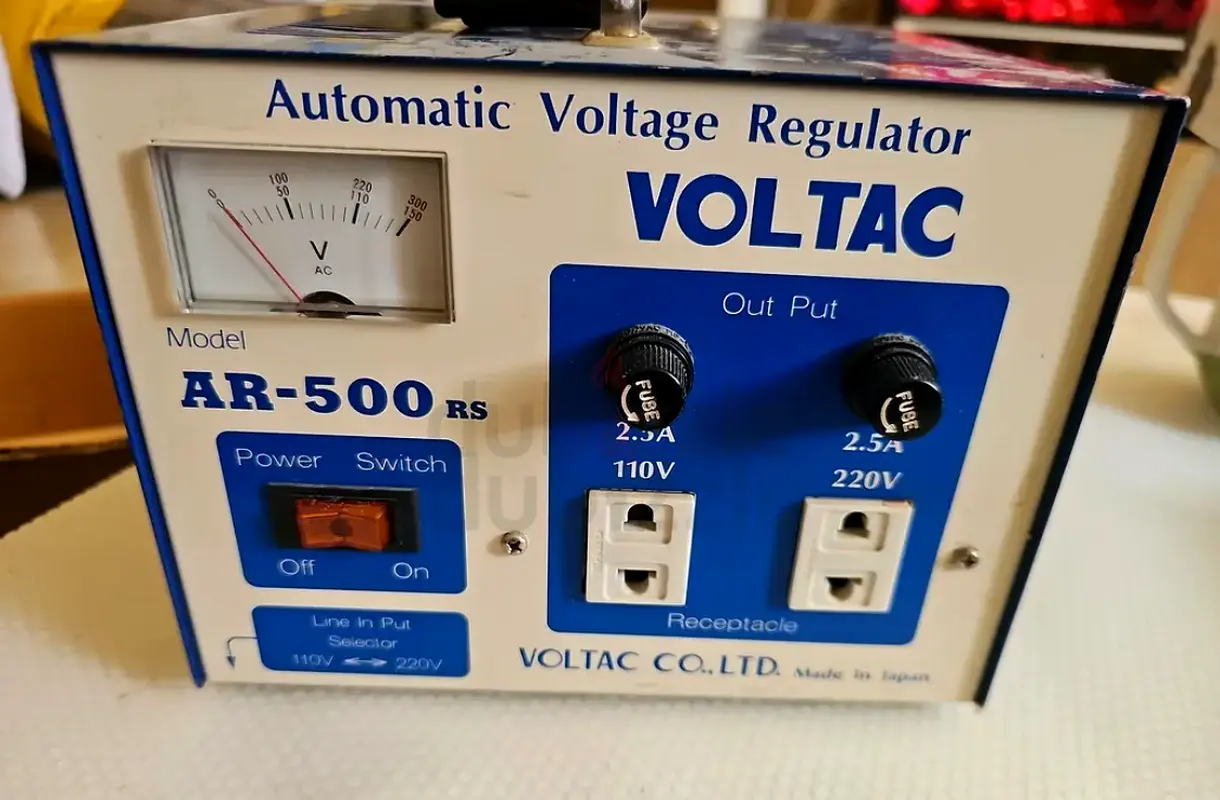 Automatic Voltage Regulator
VOLTAC
0 100 220 300
0 50 110 150
V
AC
Out Put
Model
AR-500 RS
FUSE
FUSE
2.5A
2.5A
110V
220V
Power Switch
Off On
Line In Put
Selector
110V 220V
Receptacle
VOLTAC CO.,LTD. Made in Japan